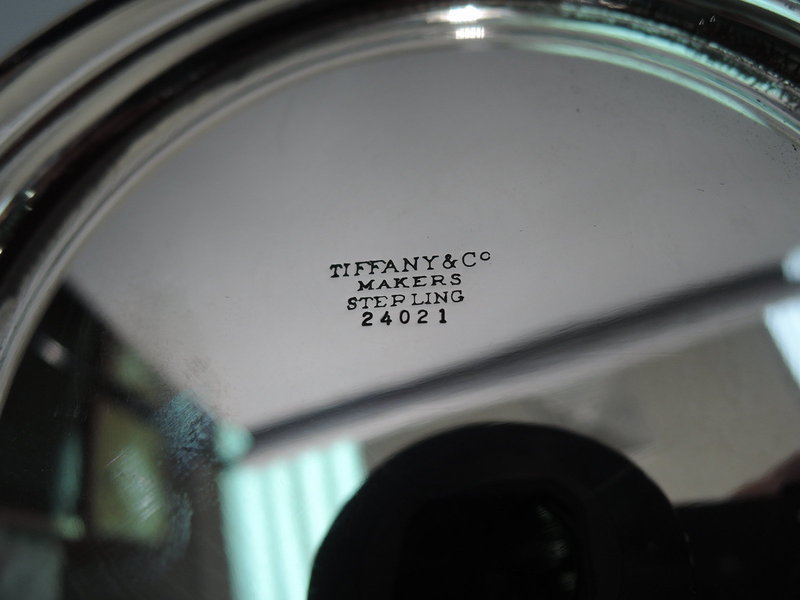 TIFFANY & Co
MAKERS
STERLING
24021